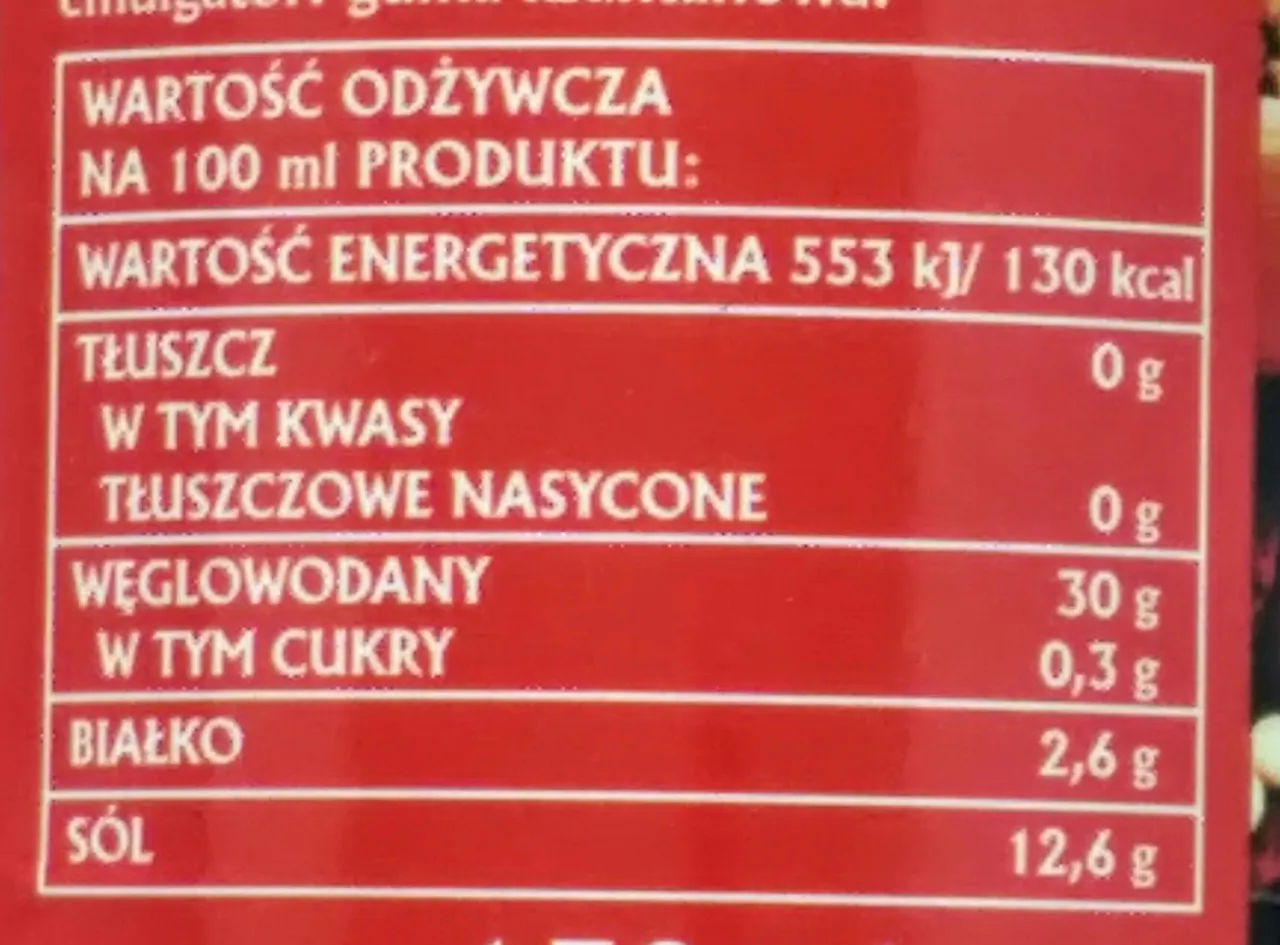 WARTOŚĆ ODŻYWCZA
NA 100 ml PRODUKTU:
WARTOŚĆ ENERGETYCZNA 553 kJ/ 130 kcal
TŁUSZCZ 0 g
W TYM KWASY
TŁUSZCZOWE NASYCONE 0 g
WĘGLOWODANY 30 g
W TYM CUKRY 0,3 g
BIAŁKO 2,6 g
SÓL 12,6 g